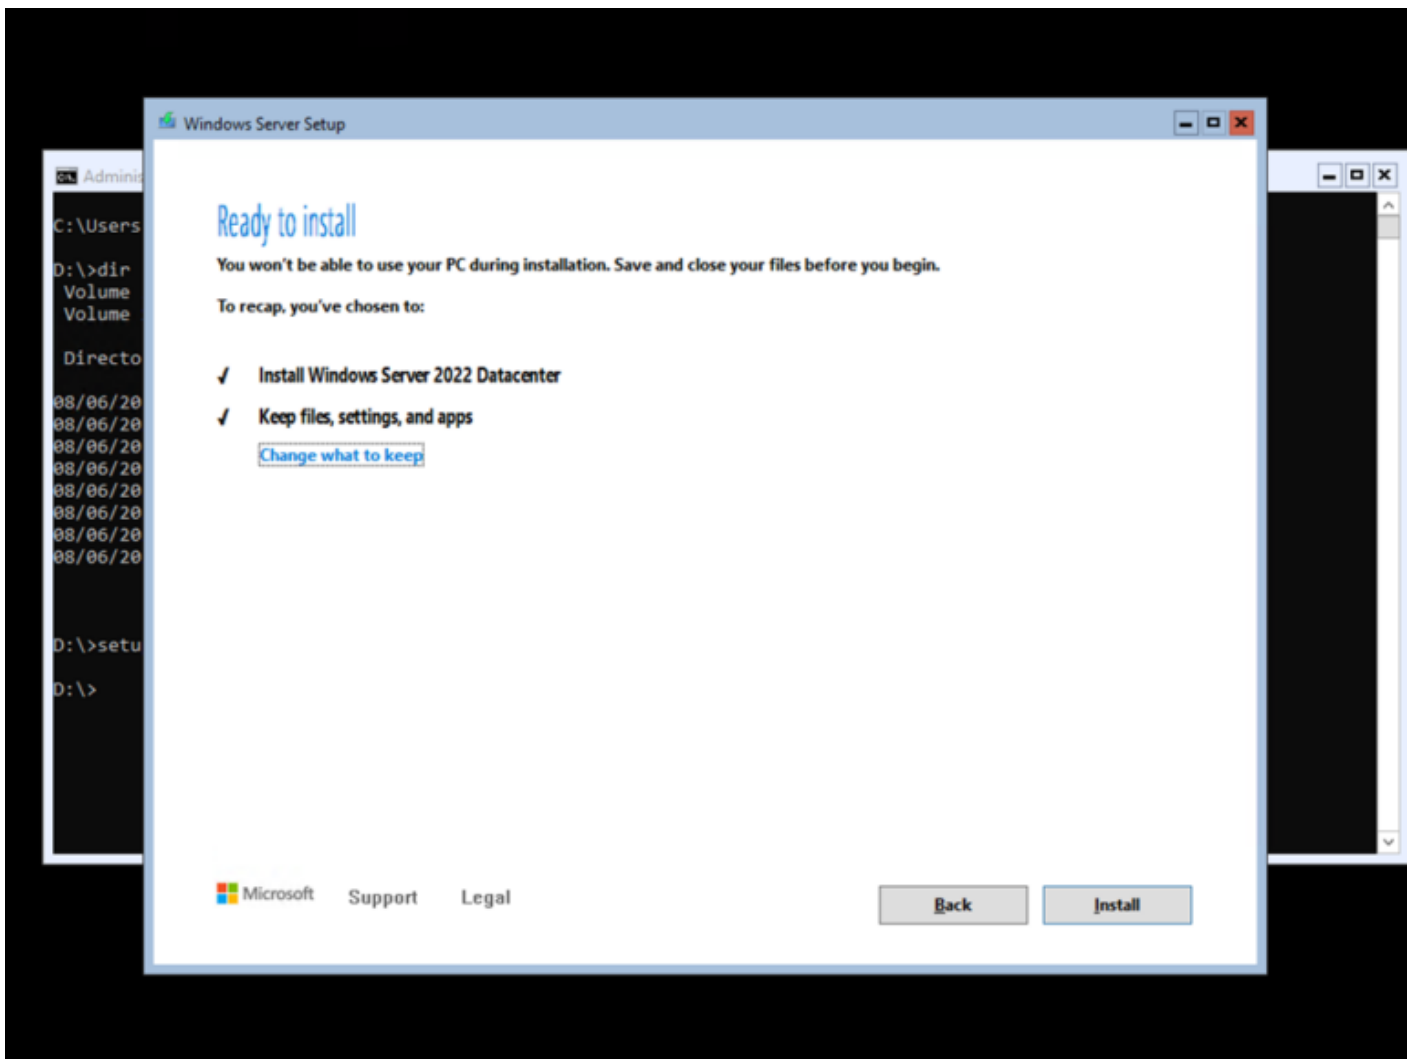 Windows Server Setup
Ready to install
You won't be able to use your PC during installation. Save and close your files before you begin.
To recap, you've chosen to:
✓ Install Windows Server 2022 Datacenter
✓ Keep files, settings, and apps
Change what to keep
Microsoft Support Legal
Back Install
Adminis
C:\Users
D:\>dir
Volume
Volume
Directo
08/06/20
08/06/20
08/06/20
08/06/20
08/06/20
08/06/20
08/06/20
08/06/20
D:\>setu
D:\>